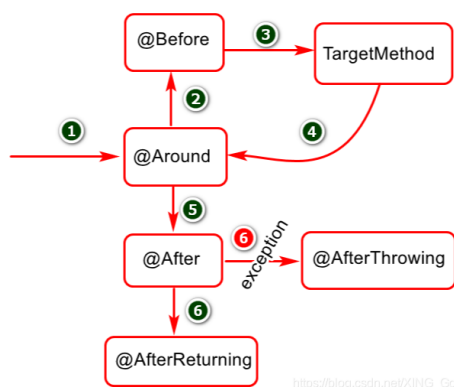 @Before
3
TargetMethod
2
4
1
@Around
5
6
@After
exception
@AfterThrowing
6
@AfterReturning